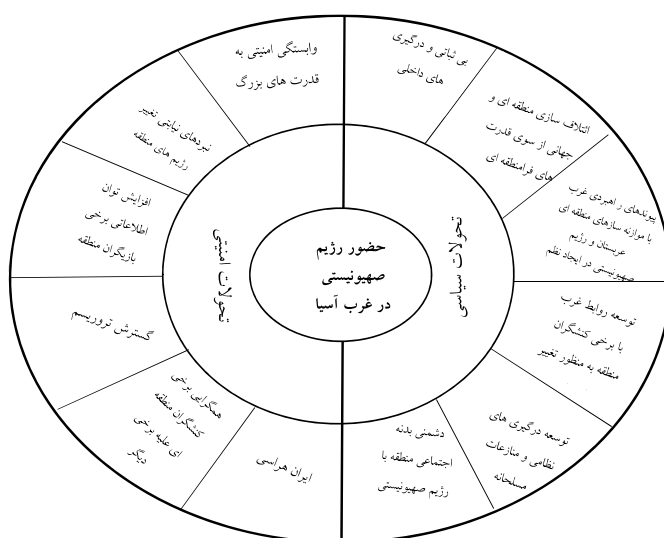 حضور رژیم
صهیونیستی
در غرب آسیا
تحولات سیاسی
تحولات امنیتی
بی ثباتی و درگیری
های داخلی
ائتلاف سازی منطقه ای و
جهانی از سوی قدرت
های فرامنطقه ای
پیوندهای راهبردی غرب
با موازنه سازهای منطقه ای
عربستان و رژیم
صهیونیستی در ایجاد نظم
توسعه روابط غرب
با برخی کنشگران
منطقه به منظور تغییر
توسعه درگیری های
نظامی و منازعات
مسلحانه
دشمنی بدنه
اجتماعی منطقه با
رژیم صهیونیستی
ایران هراسی
همگرایی برخی
کنشگران منطقه
ای علیه برخی
دیگر
گسترش تروریسم
افزایش توان
اطلاعاتی برخی
بازیگران منطقه
نبردهای نیابتی تغییر
رژیم های منطقه
وابستگی امنیتی به
قدرت های بزرگ